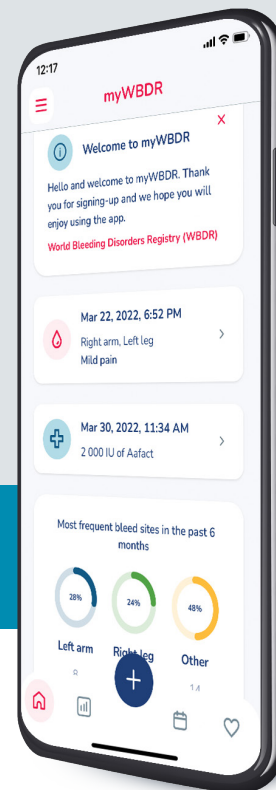 12:17
myWBDR
Welcome to myWBDR
Hello and welcome to myWBDR. Thank
you for signing-up and we hope you will
enjoy using the app.
World Bleeding Disorders Registry (WBDR)
Mar 22, 2022, 6:52 PM
Right arm, Left leg
Mild pain
Mar 30, 2022, 11:34 AM
2 000 IU of Aafact
Most frequent bleed sites in the past 6
months
28% 24% 48%
Left arm Right leg Other